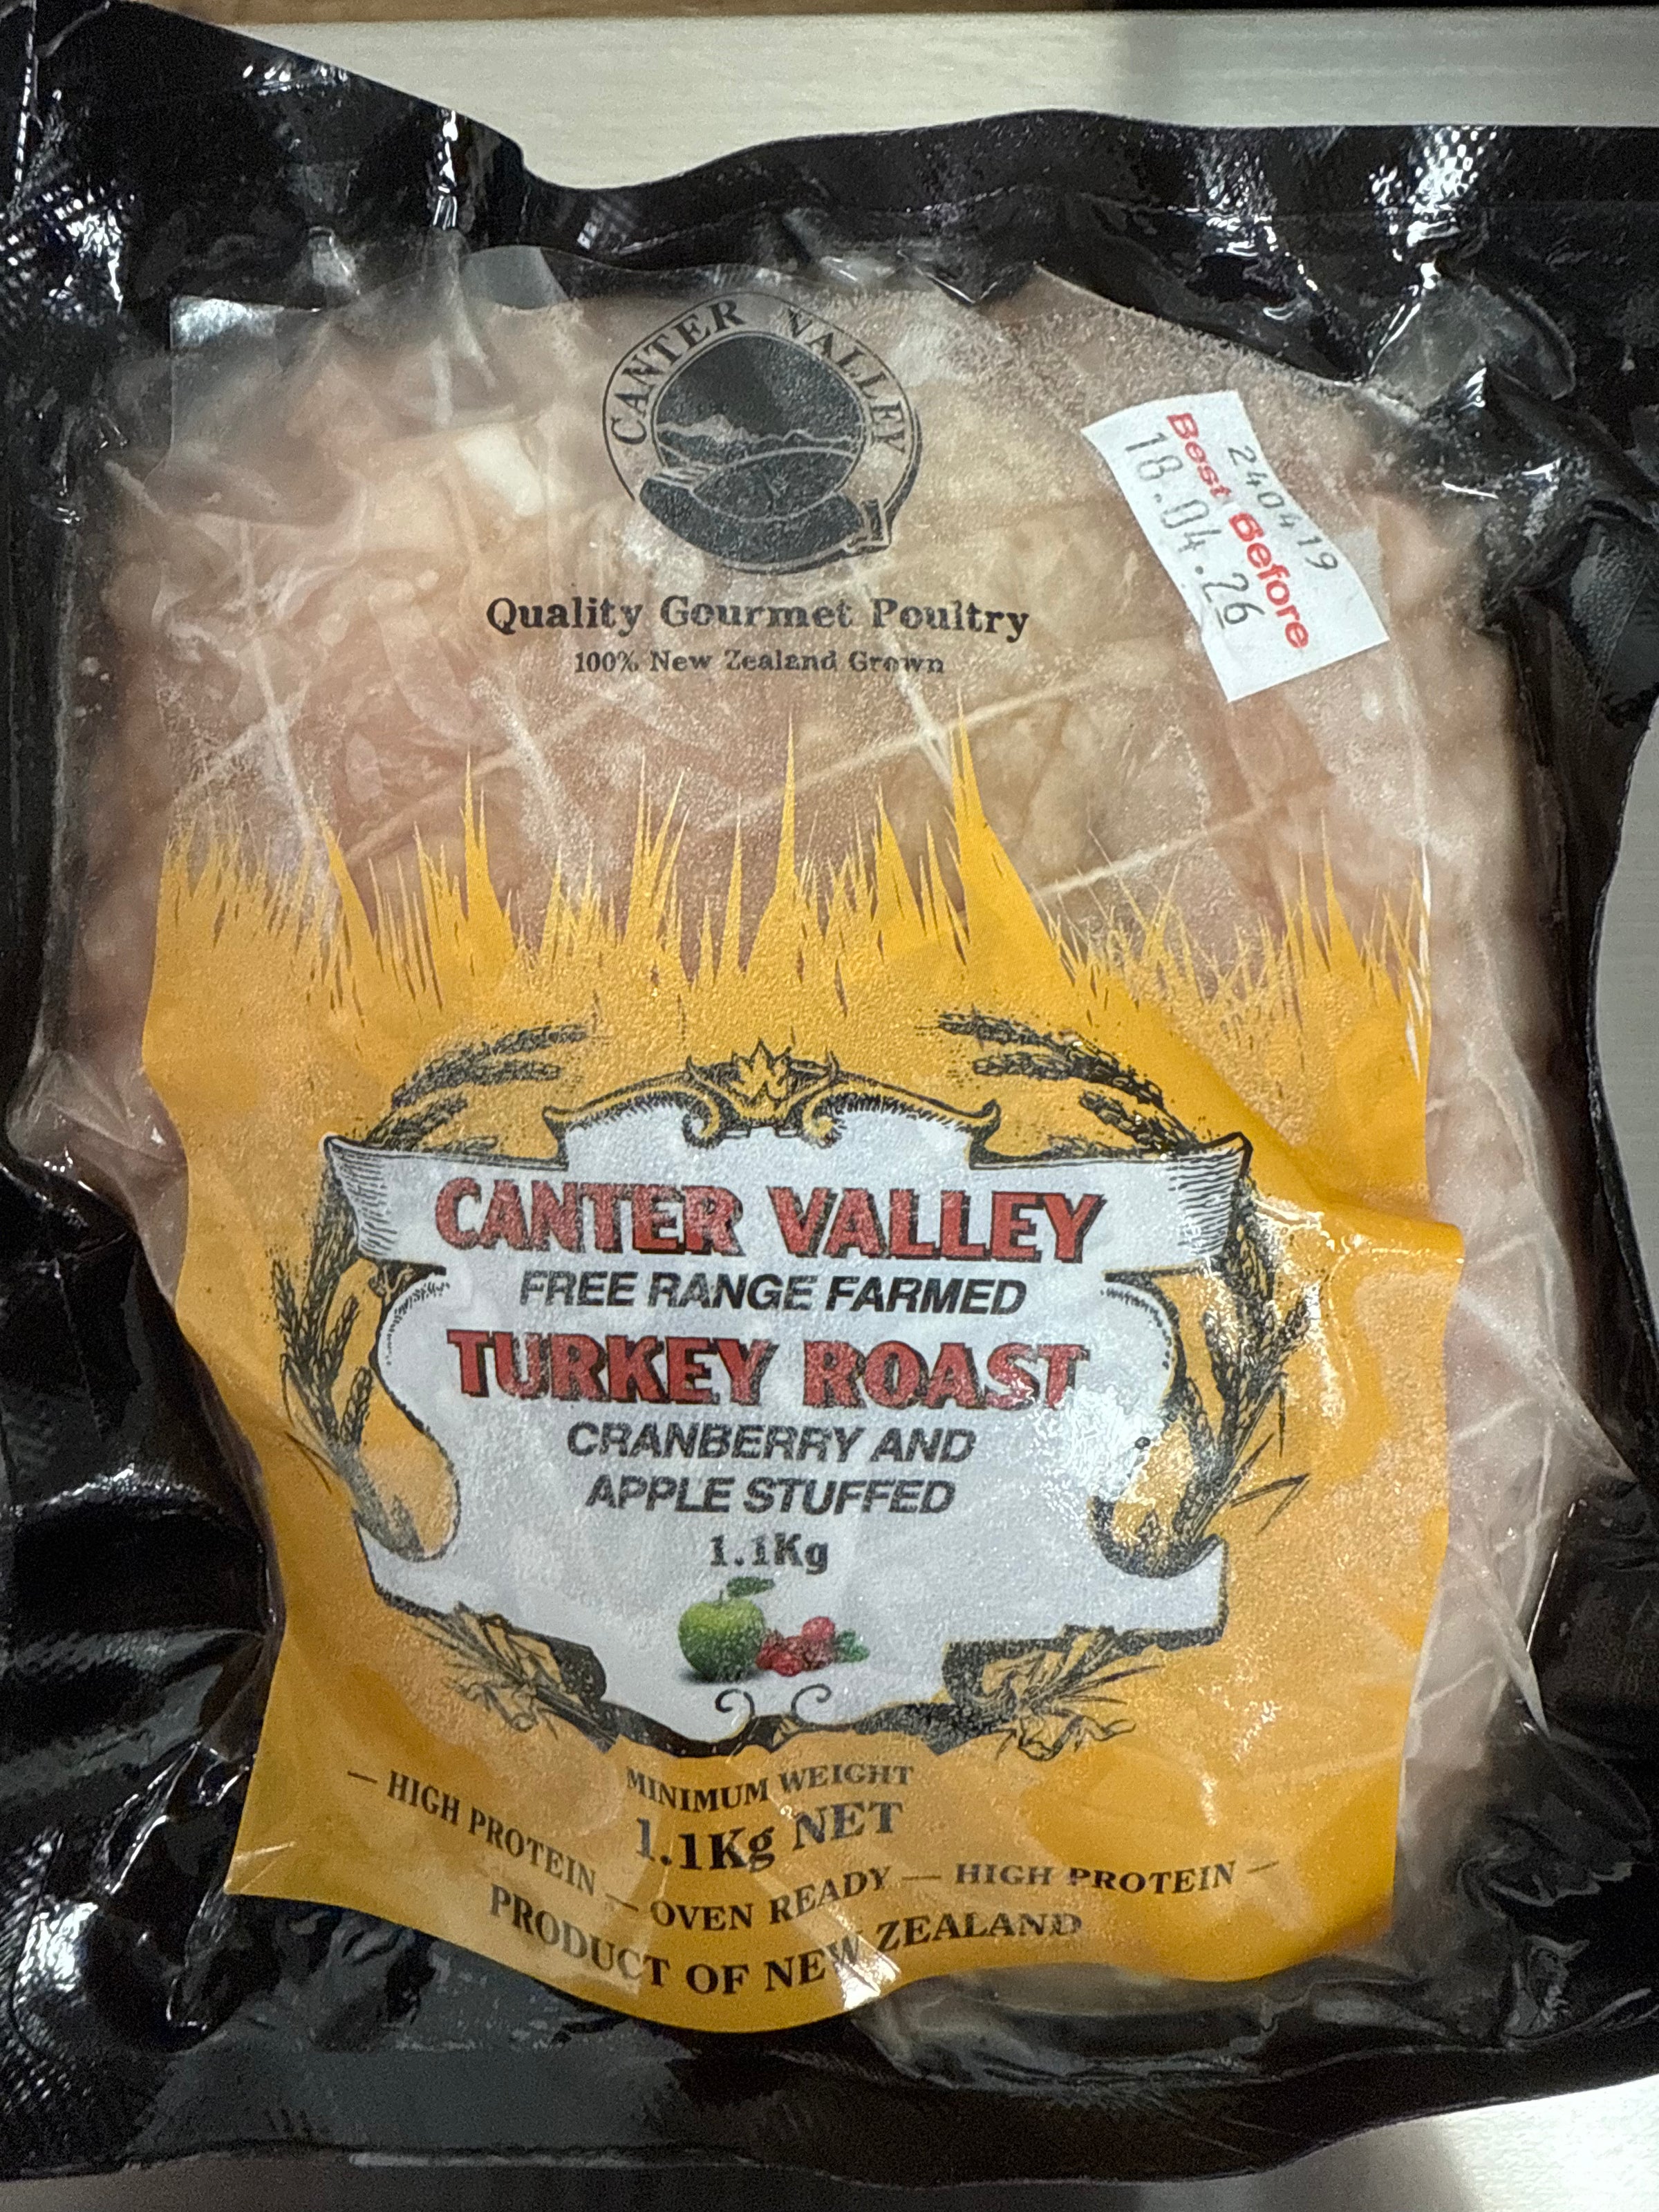 CANTER VALLEY
Quality Gourmet Poultry
100% New Zealand Grown
240419
Best Before
18.04.26
CANTER VALLEY
FREE RANGE FARMED
TURKEY ROAST
CRANBERRY AND
APPLE STUFFED
1.1Kg
MINIMUM WEIGHT
1.1Kg NET
— HIGH PROTEIN — OVEN READY — HIGH PROTEIN —
PRODUCT OF NEW ZEALAND